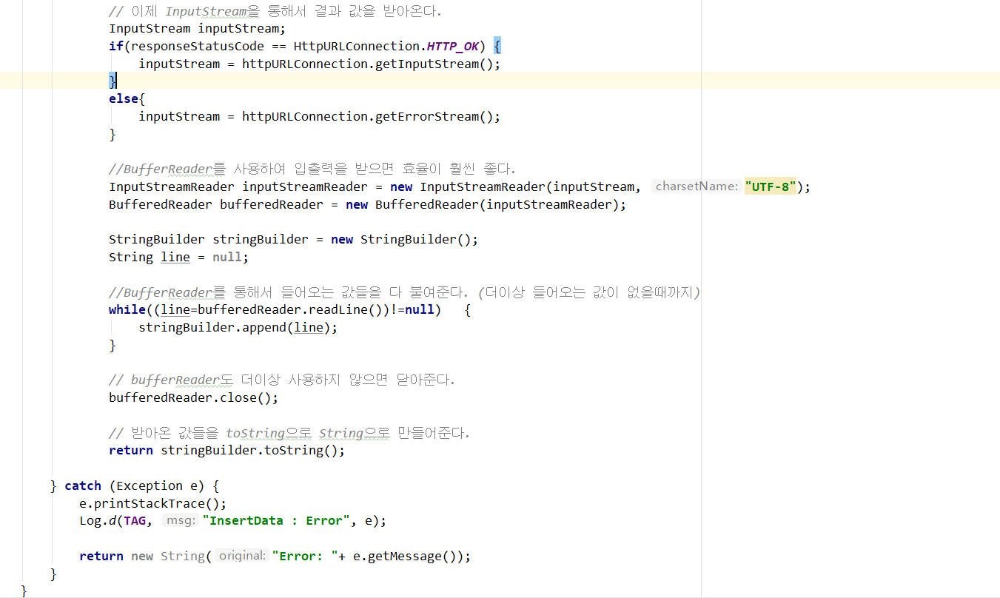 // 이제 InputStream을 통해서 결과 값을 받아온다.
InputStream inputStream;
if(responseStatusCode == HttpURLConnection.HTTP_OK) {
inputStream = httpURLConnection.getInputStream();
}
else{
inputStream = httpURLConnection.getErrorStream();
}
//BufferReader를 사용하여 입출력을 받으면 효율이 훨씬 좋다.
InputStreamReader inputStreamReader = new InputStreamReader(inputStream, charsetName: "UTF-8");
BufferedReader bufferedReader = new BufferedReader(inputStreamReader);
StringBuilder stringBuilder = new StringBuilder();
String line = null;
//BufferReader를 통해서 들어오는 값들을 다 붙여준다. (더이상 들어오는 값이 없을때까지)
while((line=bufferedReader.readLine())!=null) {
stringBuilder.append(line);
}
// bufferReader도 더이상 사용하지 않으면 닫아준다.
bufferedReader.close();
// 받아온 값들을 toString으로 String으로 만들어준다.
return stringBuilder.toString();
} catch (Exception e) {
e.printStackTrace();
Log.d(TAG, msg: "InsertData : Error", e);
return new String( original: "Error: "+ e.getMessage());
}
}